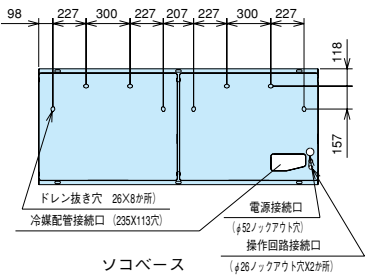 98 227 300 227 207 227 300 227
118
157
ドレン抜き穴 26X8か所)
冷媒配管接続口 (235X113穴)
電源接続口
(φ52ノックアウト穴)
操作回路接続口
(φ26ノックアウト穴X2か所)
ソコベース